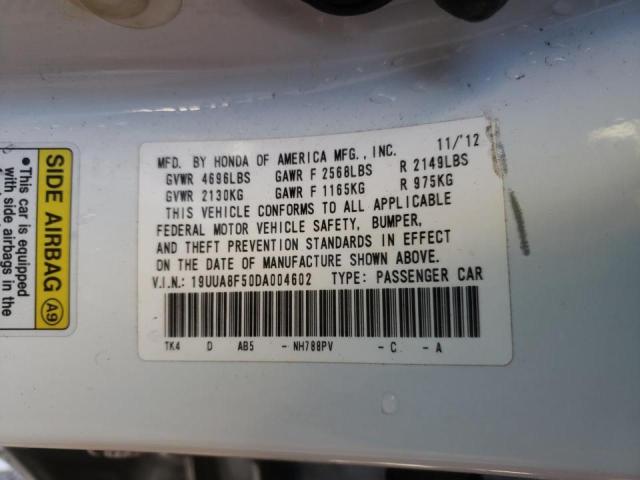 MFD. BY HONDA OF AMERICA MFG., INC. 11/'12
GVWR 4696LBS GAWR F 2568LBS R 2149LBS
GVWR 2130KG GAWR F 1165KG R 975KG
THIS VEHICLE CONFORMS TO ALL APPLICABLE
FEDERAL MOTOR VEHICLE SAFETY, BUMPER,
AND THEFT PREVENTION STANDARDS IN EFFECT
ON THE DATE OF MANUFACTURE SHOWN ABOVE.
V.I.N.: 19UUA8F50DA004602 TYPE: PASSENGER CAR
TK4 D AB5 - NH788PV - C - A
SIDE AIRBAG A9
•This car is equipped
with side airbags in the